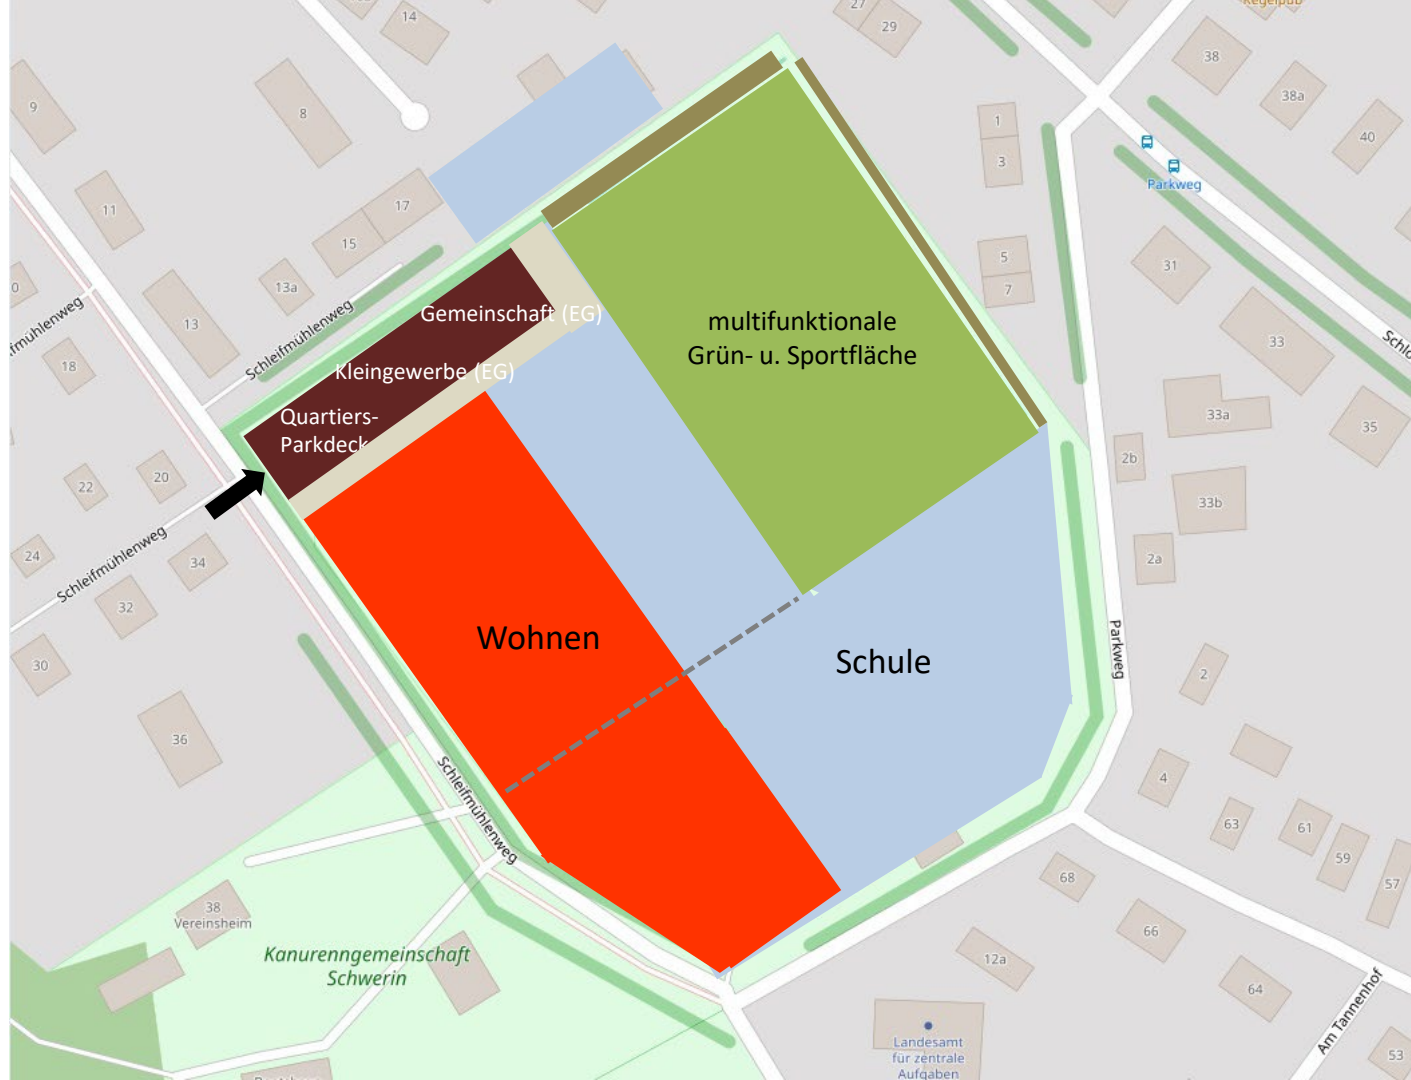 14
27
29
38
38a
40
9
8
1
3
Parkweg
11
17
15
5
7
31
13a
13
Schleifmühlenweg
18
Gemeinschaft (EG)
multifunktionale
Grün- u. Sportfläche
33
Kleingewerbe (EG)
Quartiers-
Parkdeck
33a
35
22
20
2b
33b
24
34
Schleifmühlenweg
2a
32
30
Wohnen
Schule
Parkweg
2
36
4
Schleifmühlenweg
63
61
59
57
68
38
Vereinsheim
66
Kanurenngemeinschaft
Schwerin
12a
64
Am Tannenhof
Landesamt
für zentrale
Aufgaben
53